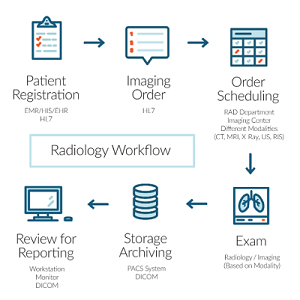 Patient
Registration
EMR/HIS/EHR
HL7
Imaging
Order
HL7
Order
Scheduling
RAD Department
Imaging Center
Different Modalities
(CT, MRI, X Ray, US, RIS)
Radiology Workflow
Exam
Radiology / Imaging
(Based on Modality)
Storage
Archiving
PACS System
DICOM
Review for
Reporting
Workstation
Monitor
DICOM